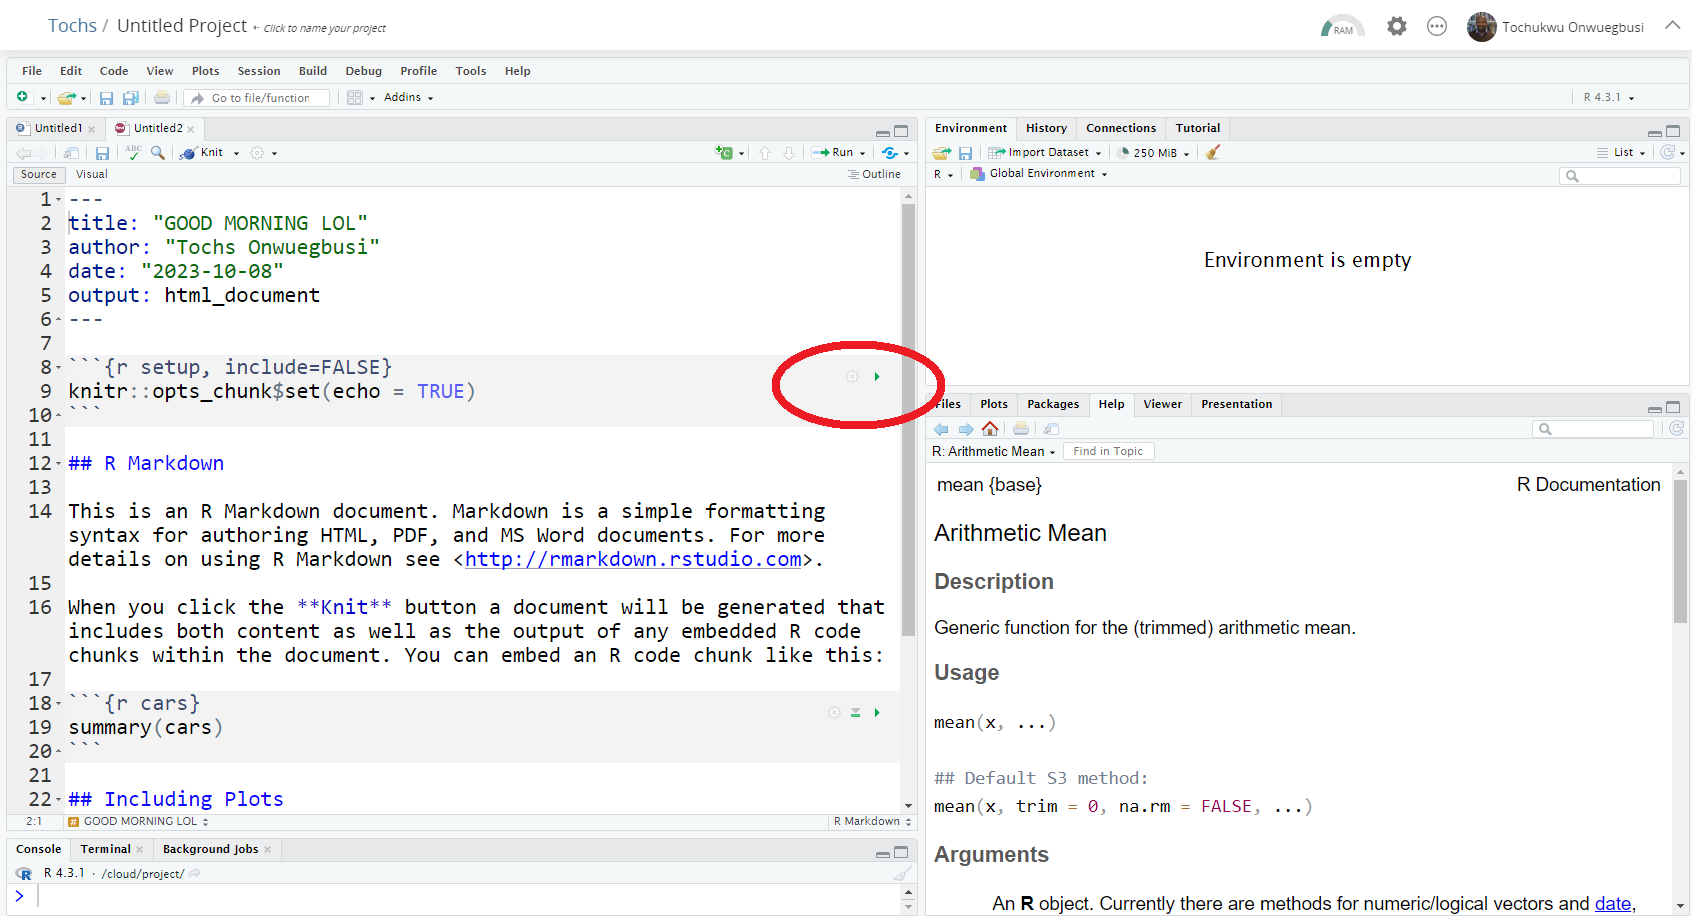 Tochs / Untitled Project ← Click to name your project
RAM
Tochukwu Onwuegbusi
File Edit Code View Plots Session Build Debug Profile Tools Help
Go to file/function
Addins
R 4.3.1
Untitled1
Untitled2
ABC
Knit
Run
Source
Visual
Outline
1 ---
2 title: "GOOD MORNING LOL"
3 author: "Tochs Onwuegbusi"
4 date: "2023-10-08"
5 output: html_document
6 ---
7
8 ```{r setup, include=FALSE}
9 knitr::opts_chunk$set(echo = TRUE)
10 ```
11
12 ## R Markdown
13
14 This is an R Markdown document. Markdown is a simple formatting
syntax for authoring HTML, PDF, and MS Word documents. For more
details on using R Markdown see <http://rmarkdown.rstudio.com>.
15
16 When you click the **Knit** button a document will be generated that
includes both content as well as the output of any embedded R code
chunks within the document. You can embed an R code chunk like this:
17
18 ```{r cars}
19 summary(cars)
20 ```
21
22 ## Including Plots
2:1
GOOD MORNING LOL
R Markdown
Console Terminal Background Jobs
R 4.3.1 · /cloud/project/
>
Environment History Connections Tutorial
Import Dataset
250 MiB
List
R
Global Environment
Environment is empty
Files Plots Packages Help Viewer Presentation
R: Arithmetic Mean
Find in Topic
mean {base}
R Documentation
Arithmetic Mean
Description
Generic function for the (trimmed) arithmetic mean.
Usage
mean(x, ...)
## Default S3 method:
mean(x, trim = 0, na.rm = FALSE, ...)
Arguments
An R object. Currently there are methods for numeric/logical vectors and date,